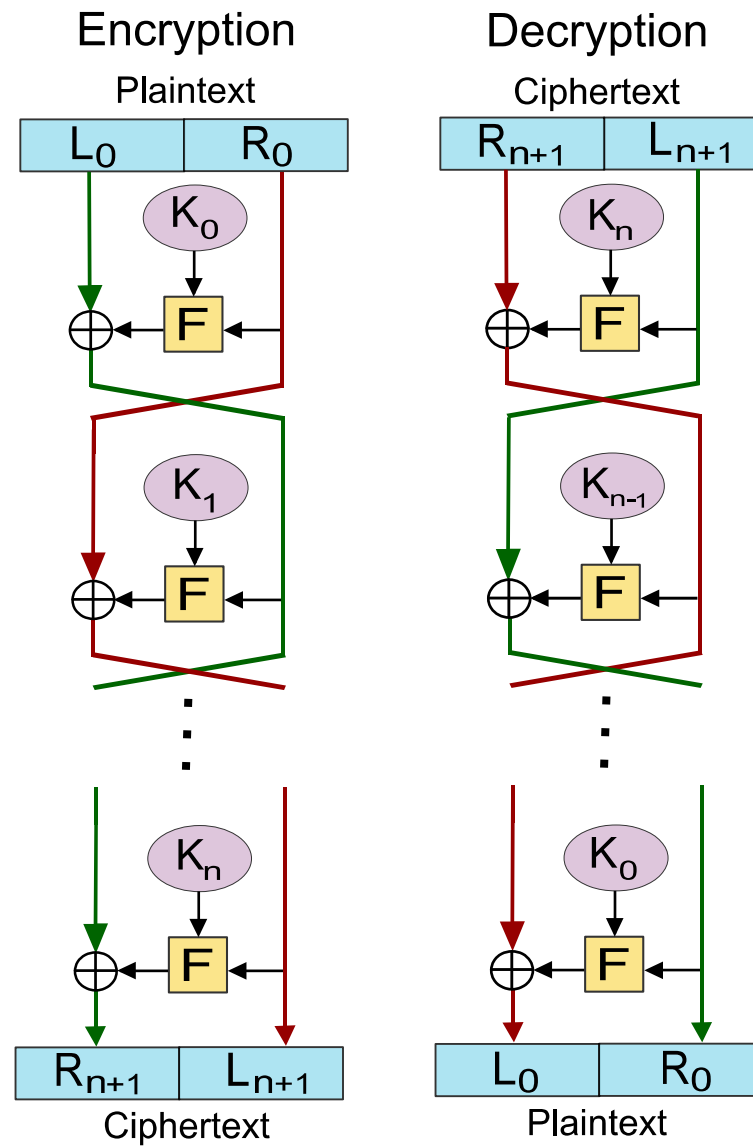 Encryption
Plaintext
L0 R0
K0
F
K1
F
Kn
F
Rn+1 Ln+1
Ciphertext
Decryption
Ciphertext
Rn+1 Ln+1
Kn
F
Kn-1
F
K0
F
L0 R0
Plaintext